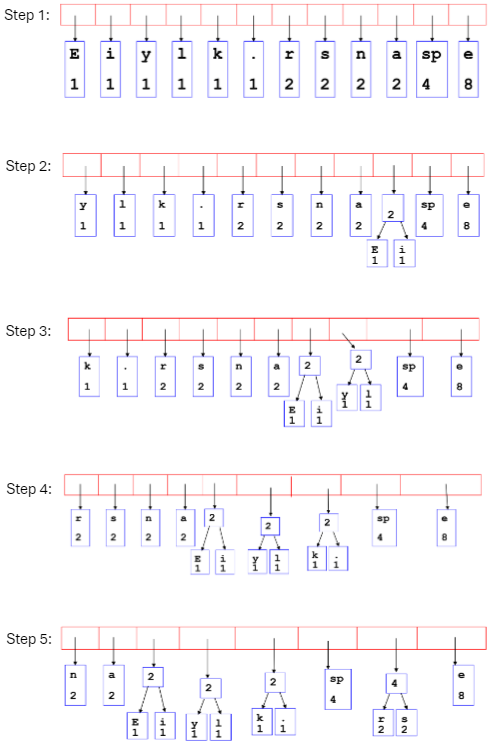 Step 1:
E i y l k . r s n a sp e
1 1 1 1 1 1 2 2 2 2 4 8
Step 2:
y l k . r s n a 2 sp e
1 1 1 1 2 2 2 2 4 8
E i
1 1
Step 3:
k . r s n a 2 2 sp e
1 1 2 2 2 2 4 8
E i y l
1 1 1 1
Step 4:
r s n a 2 2 2 sp e
2 2 2 2 4 8
E i y l k .
1 1 1 1 1 1
Step 5:
n a 2 2 2 sp 4 e
2 2 4 8
E i y l k . r s
1 1 1 1 1 1 2 2